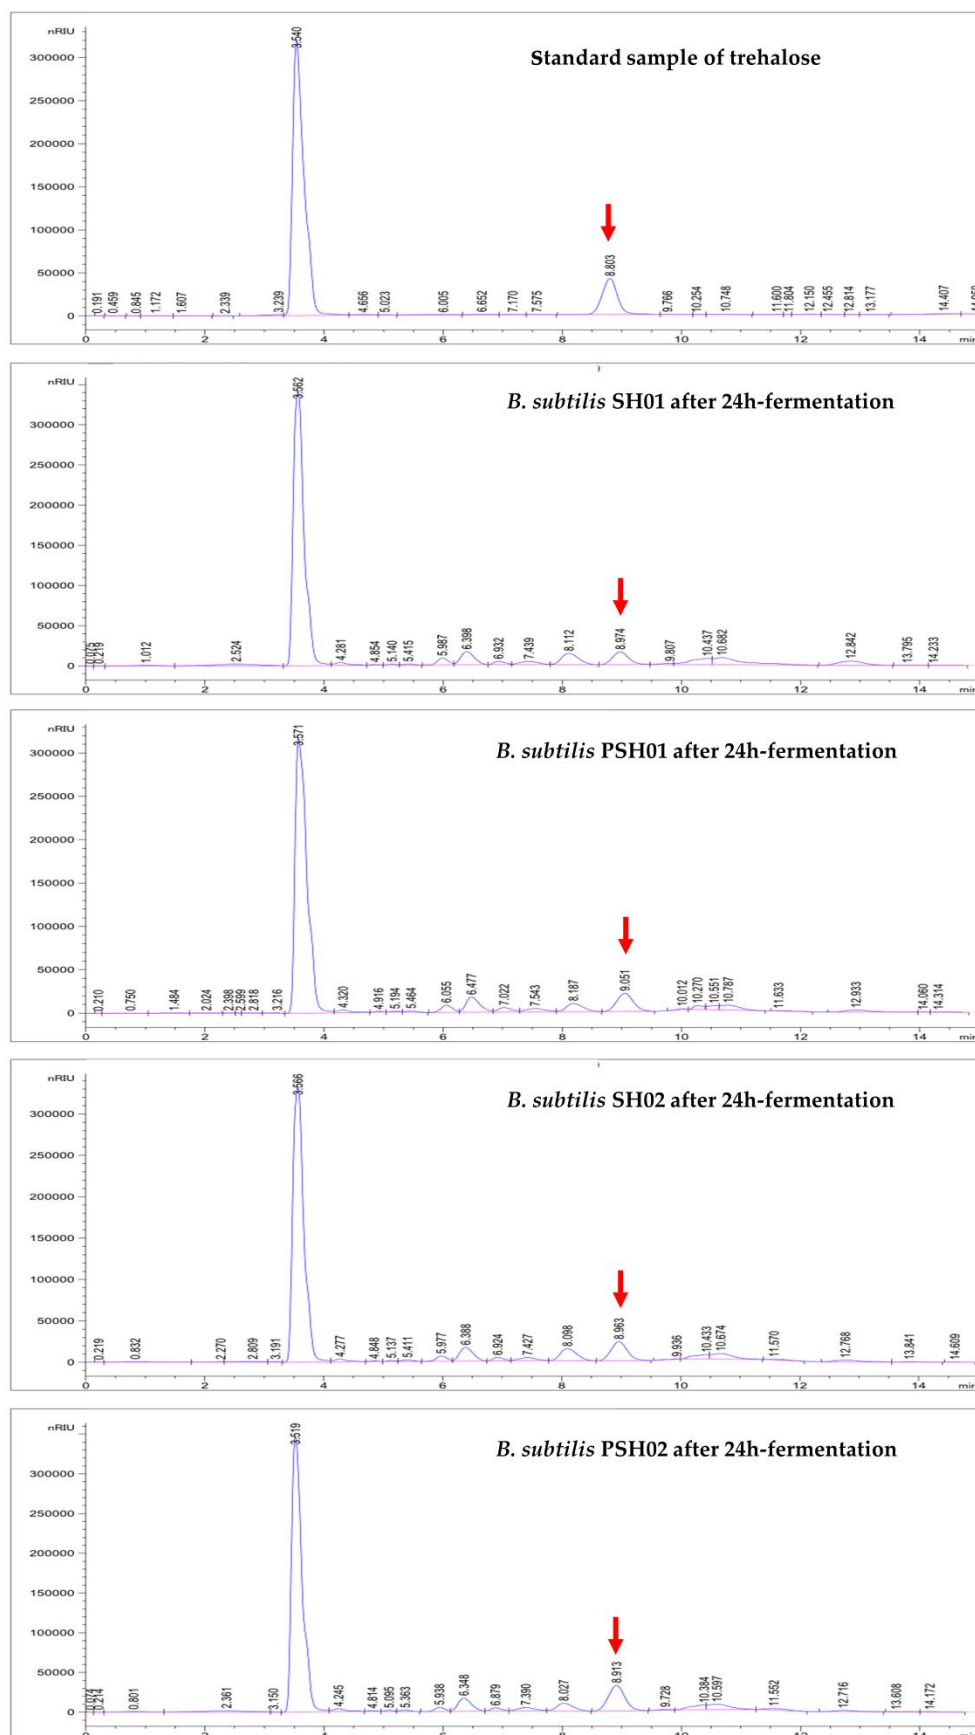 nRIU
Standard sample of trehalose
300000
250000
200000
150000
100000
50000
0
3.540
8.803
0.191 0.459 0.845 1.172 1.607 2.339 3.239 4.656 5.023 6.005 6.652 7.170 7.575 9.766 10.254 10.748 11.600 11.804 12.150 12.455 12.814 13.177 14.407
0 2 4 6 8 10 12 14 min
nRIU
B. subtilis SH01 after 24h-fermentation
300000
250000
200000
150000
100000
50000
0
3.562
0.219 1.012 2.524 4.281 4.854 5.140 5.415 5.987 6.398 6.932 7.439 8.112 8.974 9.807 10.437 10.682 12.842 13.795 14.233
0 2 4 6 8 10 12 14 min
nRIU
B. subtilis PSH01 after 24h-fermentation
300000
250000
200000
150000
100000
50000
0
3.571
0.210 0.750 1.484 2.024 2.398 2.599 2.818 3.216 4.320 4.916 5.194 5.464 6.055 6.477 7.022 7.543 8.187 9.051 10.012 10.270 10.551 10.787 11.633 12.933 14.060 14.314
0 2 4 6 8 10 12 14 min
nRIU
B. subtilis SH02 after 24h-fermentation
300000
250000
200000
150000
100000
50000
0
3.566
0.219 0.832 2.270 2.809 3.191 4.277 4.848 5.137 5.411 5.977 6.388 6.924 7.427 8.098 8.963 9.936 10.433 10.674 11.570 12.768 13.841 14.609
0 2 4 6 8 10 12 14 min
nRIU
B. subtilis PSH02 after 24h-fermentation
300000
250000
200000
150000
100000
50000
0
3.519
0.214 0.801 2.361 3.150 4.245 4.814 5.095 5.363 5.938 6.348 6.879 7.390 8.027 8.913 9.728 10.384 10.597 11.552 12.716 13.608 14.172
0 2 4 6 8 10 12 14 min